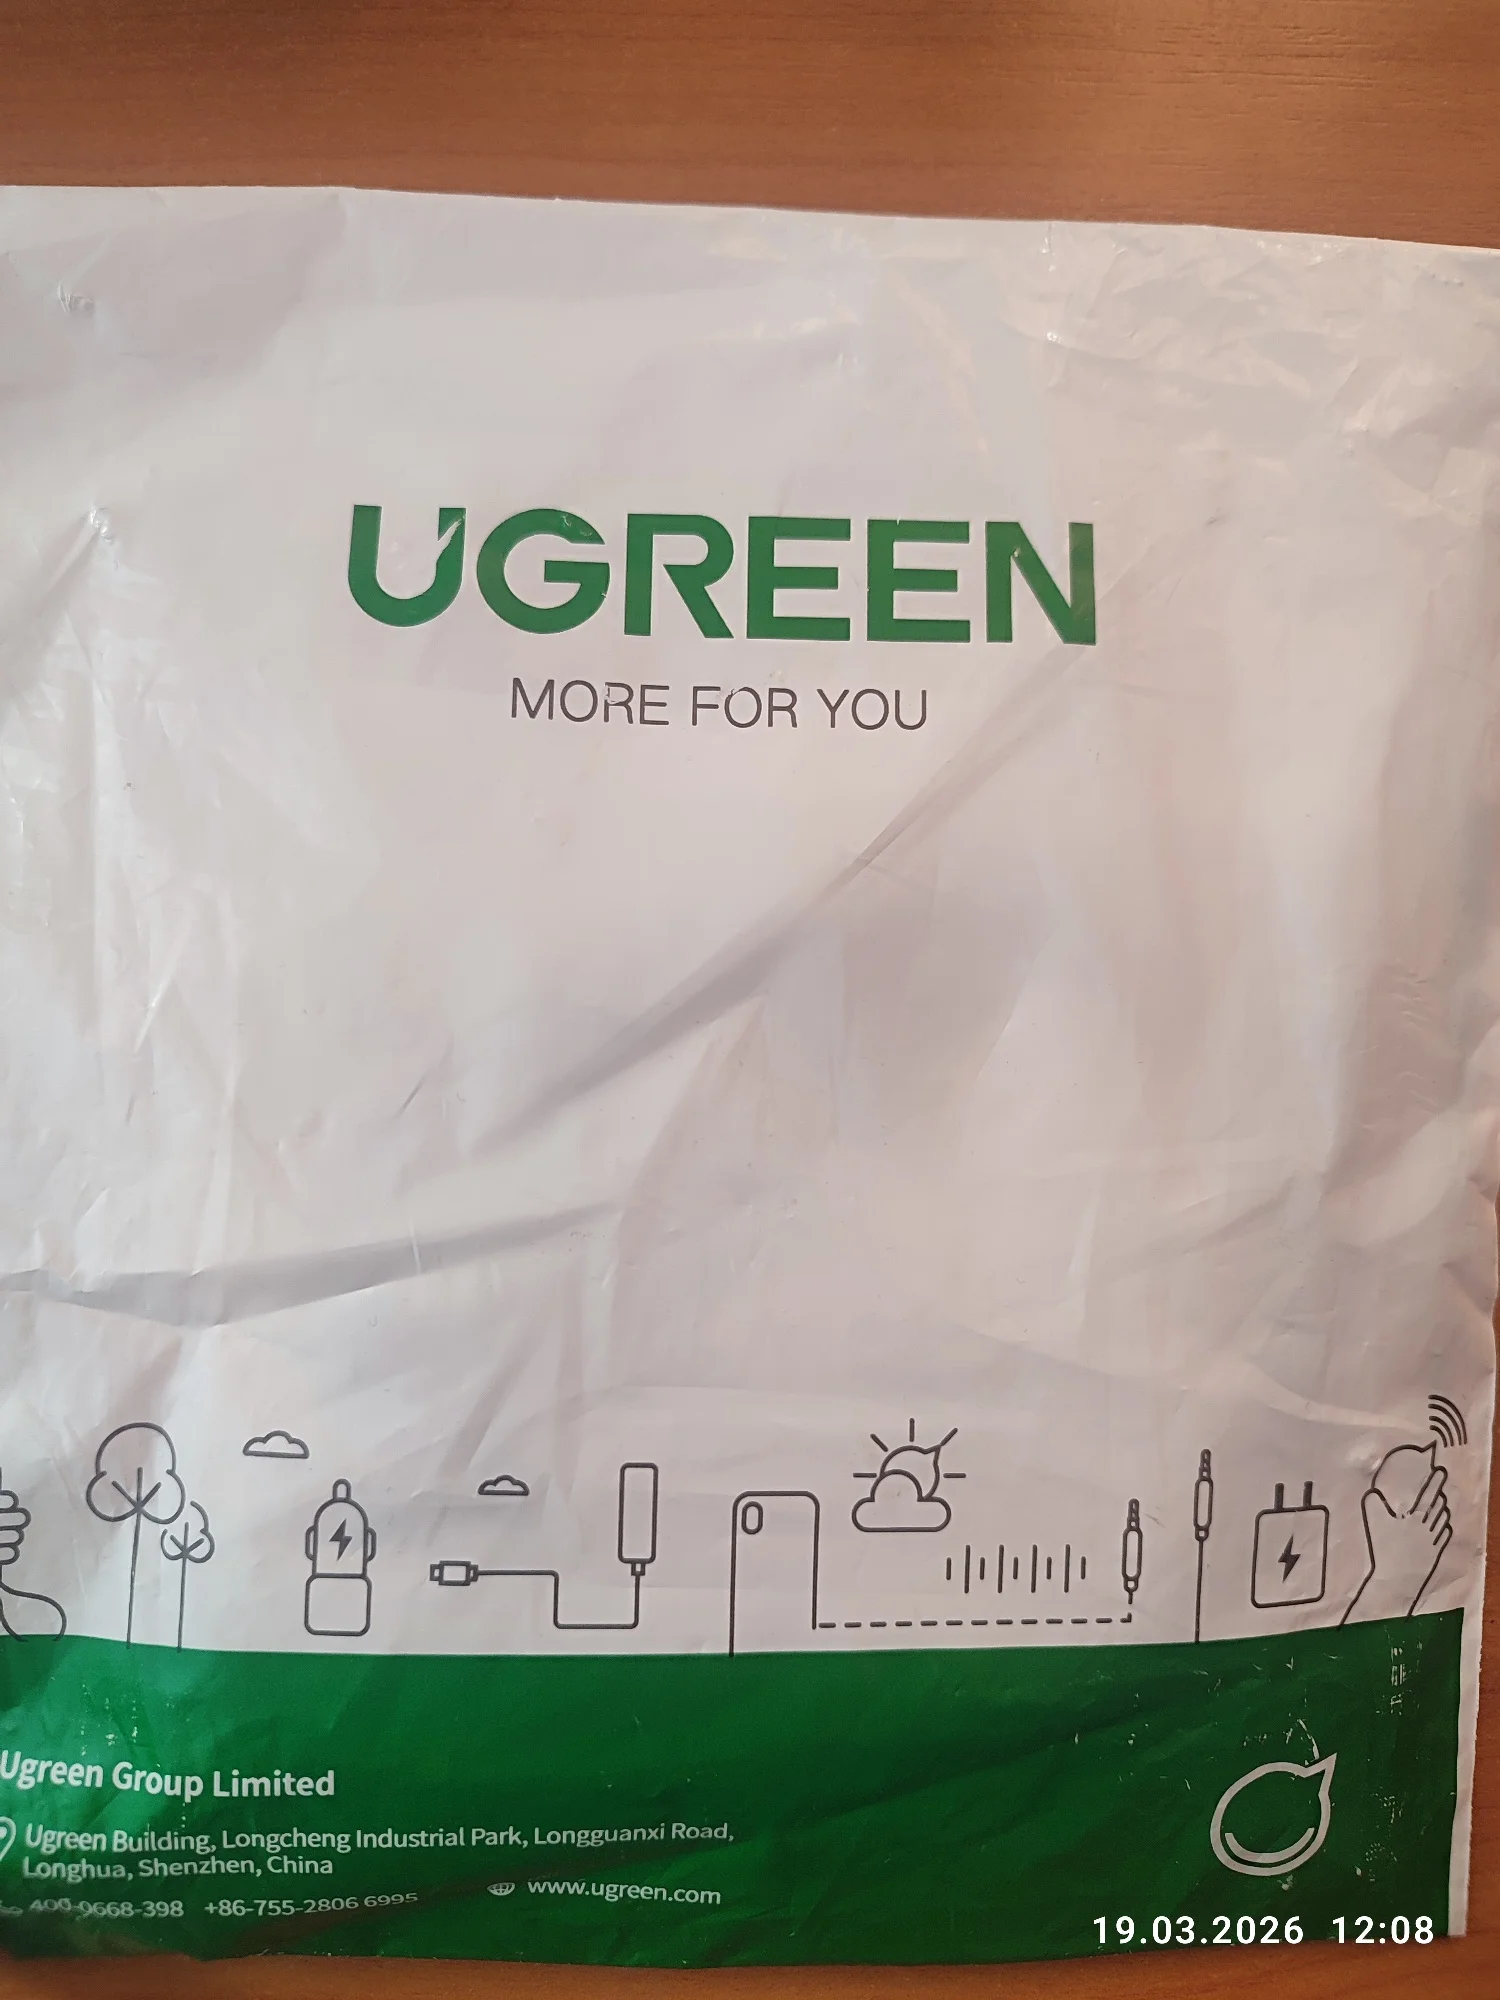 UGREEN
MORE FOR YOU
Ugreen Group Limited
Ugreen Building, Longcheng Industrial Park, Longguanxi Road,
Longhua, Shenzhen, China
400-9668-398 +86-755-2806 6995 www.ugreen.com
19.03.2026 12:08